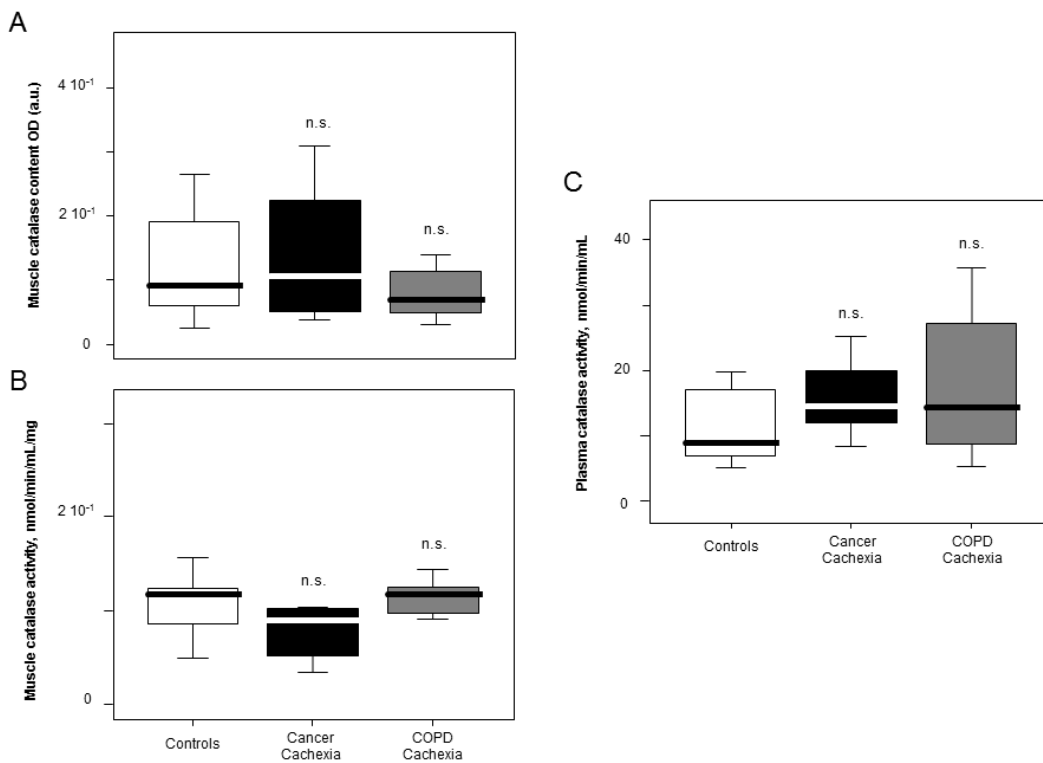 A
Muscle catalase content OD (a.u.)
4 10⁻¹
2 10⁻¹
0
n.s.
n.s.
B
Muscle catalase activity, nmol/min/mL/mg
2 10⁻¹
0
n.s.
n.s.
Controls
Cancer
Cachexia
COPD
Cachexia
C
Plasma catalase activity, nmol/min/mL
40
20
0
n.s.
n.s.
Controls
Cancer
Cachexia
COPD
Cachexia